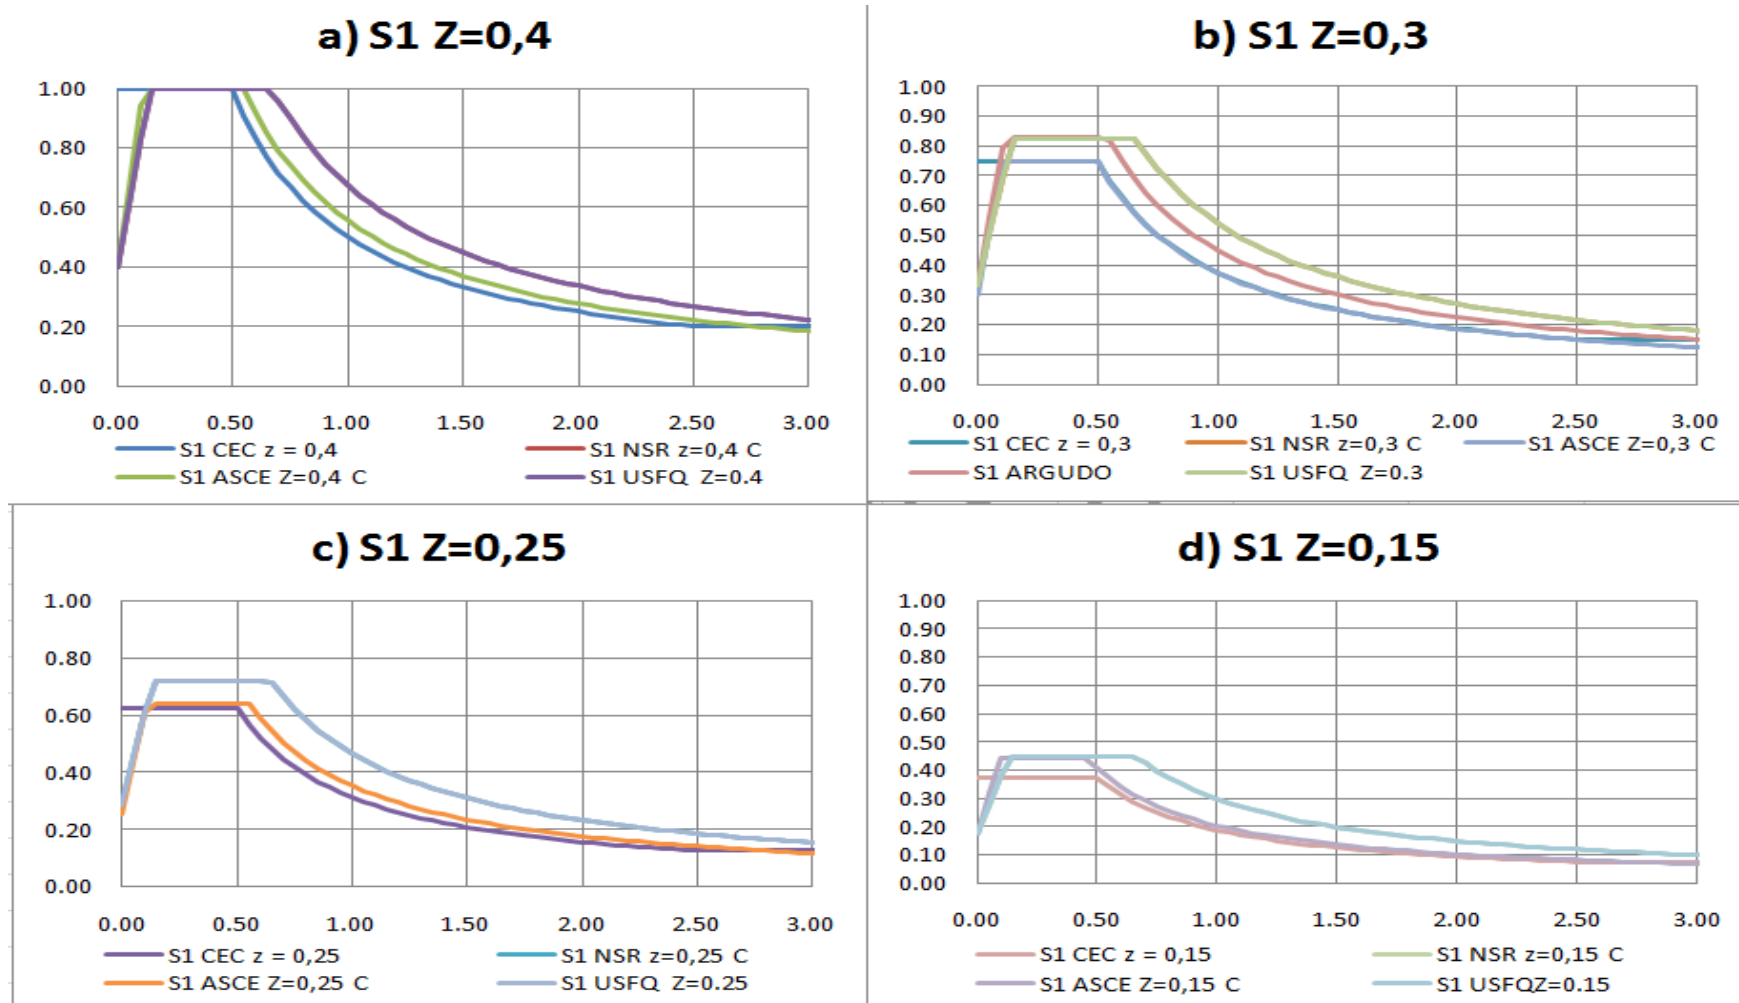 a) S1 Z=0,4
1.00
0.80
0.60
0.40
0.20
0.00
0.00 0.50 1.00 1.50 2.00 2.50 3.00
S1 CEC z = 0,4 S1 NSR z=0,4 C
S1 ASCE Z=0,4 C S1 USFQ Z=0.4
b) S1 Z=0,3
1.00
0.90
0.80
0.70
0.60
0.50
0.40
0.30
0.20
0.10
0.00
0.00 0.50 1.00 1.50 2.00 2.50 3.00
S1 CEC z = 0,3 S1 NSR z=0,3 C S1 ASCE Z=0,3 C
S1 ARGUDO S1 USFQ Z=0.3
c) S1 Z=0,25
1.00
0.80
0.60
0.40
0.20
0.00
0.00 0.50 1.00 1.50 2.00 2.50 3.00
S1 CEC z = 0,25 S1 NSR z=0,25 C
S1 ASCE Z=0,25 C S1 USFQ Z=0.25
d) S1 Z=0,15
1.00
0.90
0.80
0.70
0.60
0.50
0.40
0.30
0.20
0.10
0.00
0.00 0.50 1.00 1.50 2.00 2.50 3.00
S1 CEC z = 0,15 S1 NSR z=0,15 C
S1 ASCE Z=0,15 C S1 USFQZ=0.15